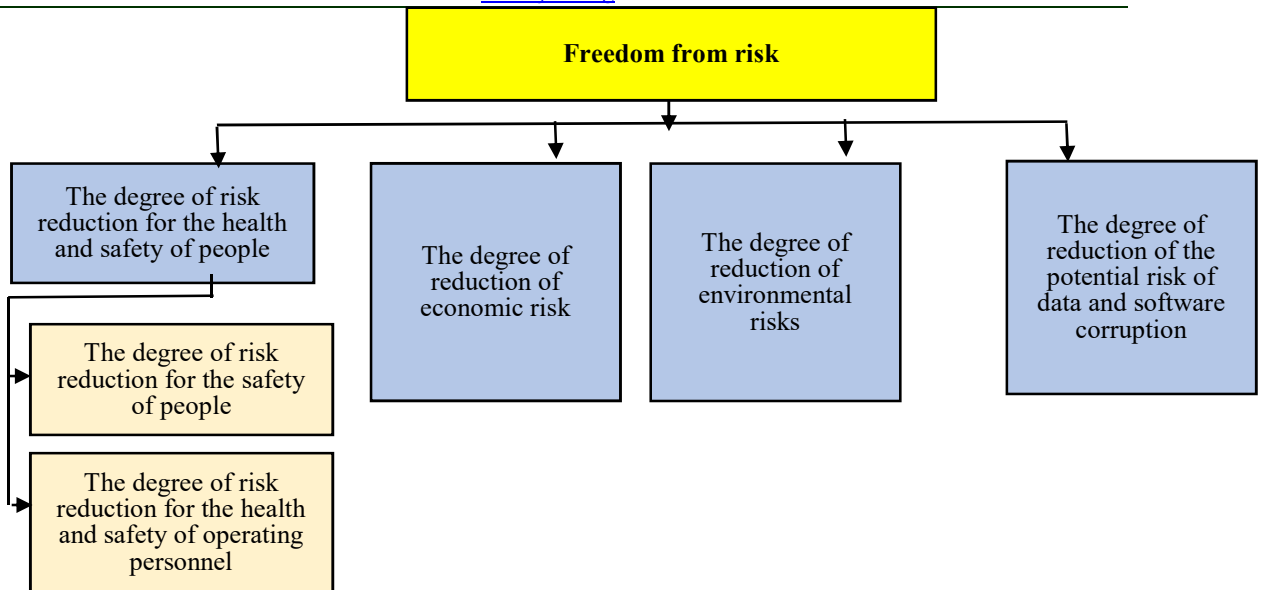 Freedom from risk
The degree of risk
reduction for the health
and safety of people
The degree of
reduction of
economic risk
The degree of
reduction of
environmental
risks
The degree of
reduction of the
potential risk of
data and software
corruption
The degree of risk
reduction for the safety
of people
The degree of risk
reduction for the health
and safety of operating
personnel